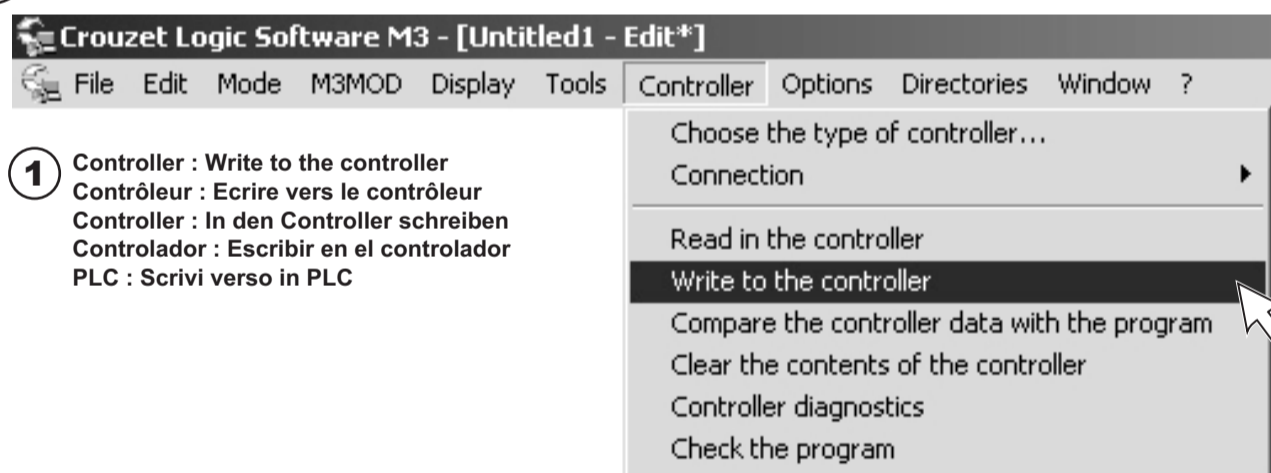 Crouzet Logic Software M3 - [Untitled1 - Edit*]
File Edit Mode M3MOD Display Tools Controller Options Directories Window ?
1 Controller : Write to the controller
Contrôleur : Ecrire vers le contrôleur
Controller : In den Controller schreiben
Controlador : Escribir en el controlador
PLC : Scrivi verso in PLC
Choose the type of controller...
Connection
Read in the controller
Write to the controller
Compare the controller data with the program
Clear the contents of the controller
Controller diagnostics
Check the program